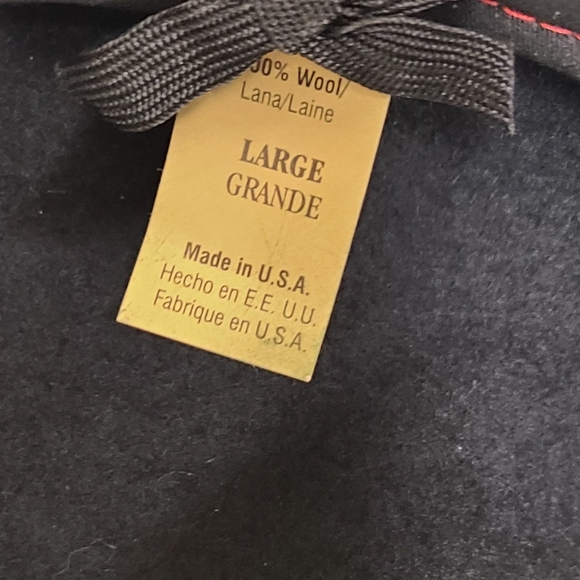 00% Wool/
Lana/Laine
LARGE
GRANDE
Made in U.S.A.
Hecho en E.E. U.U.
Fabrique en U.S.A.